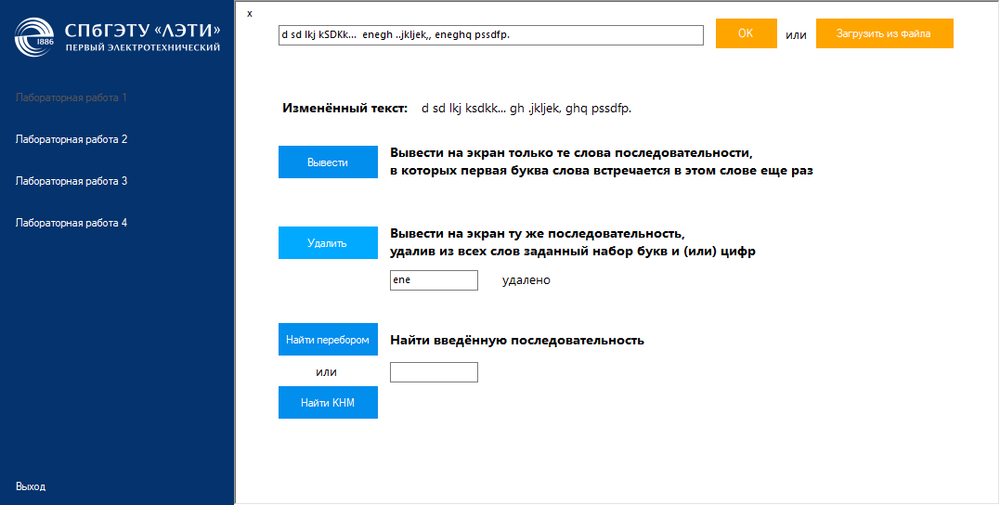 СПбГЭТУ «ЛЭТИ»
ПЕРВЫЙ ЭЛЕКТРОТЕХНИЧЕСКИЙ
1886
Лабораторная работа 1
Лабораторная работа 2
Лабораторная работа 3
Лабораторная работа 4
Выход
x
d sd lkj kSDKk... enegh ..jkljek,, eneghq pssdfp.
OK
или
Загрузить из файла
Изменённый текст: d sd lkj ksdkk... gh .jkljek, ghq pssdfp.
Вывести
Вывести на экран только те слова последовательности,
в которых первая буква слова встречается в этом слове еще раз
Удалить
Вывести на экран ту же последовательность,
удалив из всех слов заданный набор букв и (или) цифр
ene
удалено
Найти перебором
Найти введённую последовательность
или
Найти КНМ